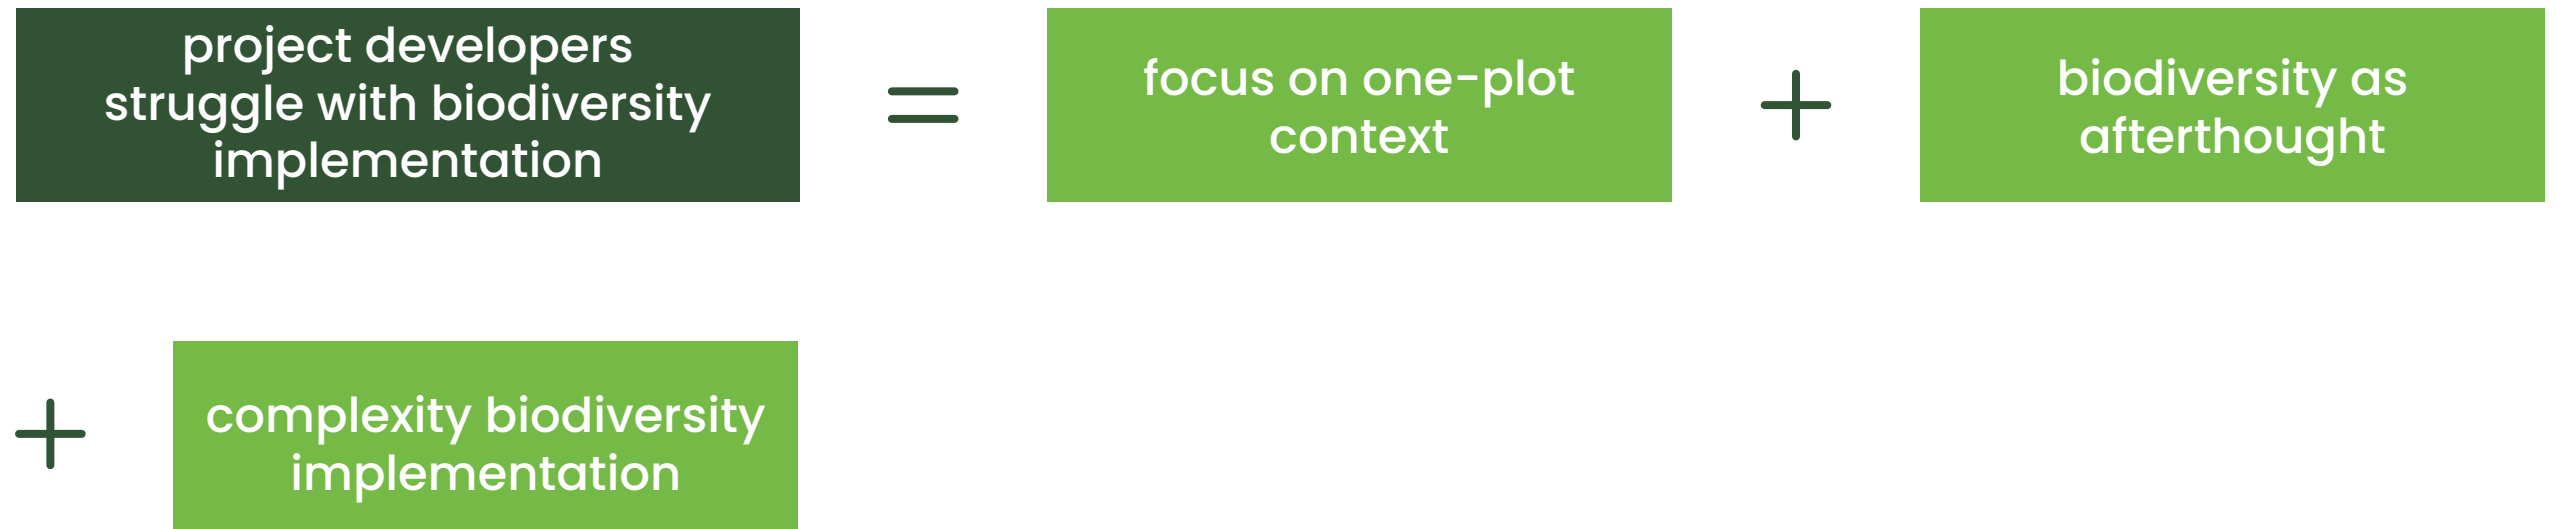 project developers
struggle with biodiversity
implementation
=
focus on one-plot
context
+
biodiversity as
afterthought
+
complexity biodiversity
implementation